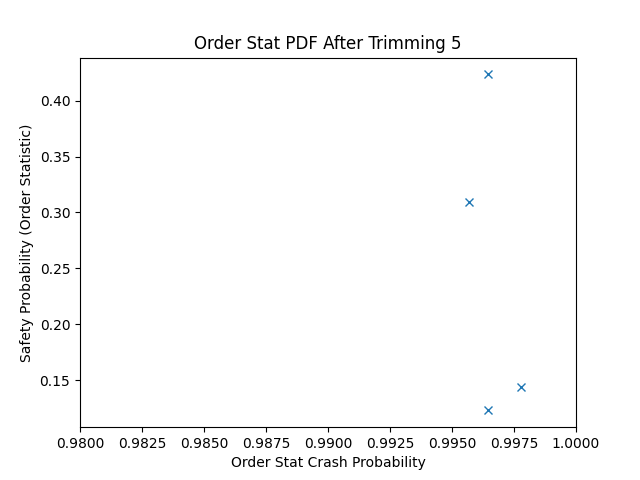 Order Stat PDF After Trimming 5
Safety Probability (Order Statistic)
0.40
0.35
0.30
0.25
0.20
0.15
0.9800 0.9825 0.9850 0.9875 0.9900 0.9925 0.9950 0.9975 1.0000
Order Stat Crash Probability